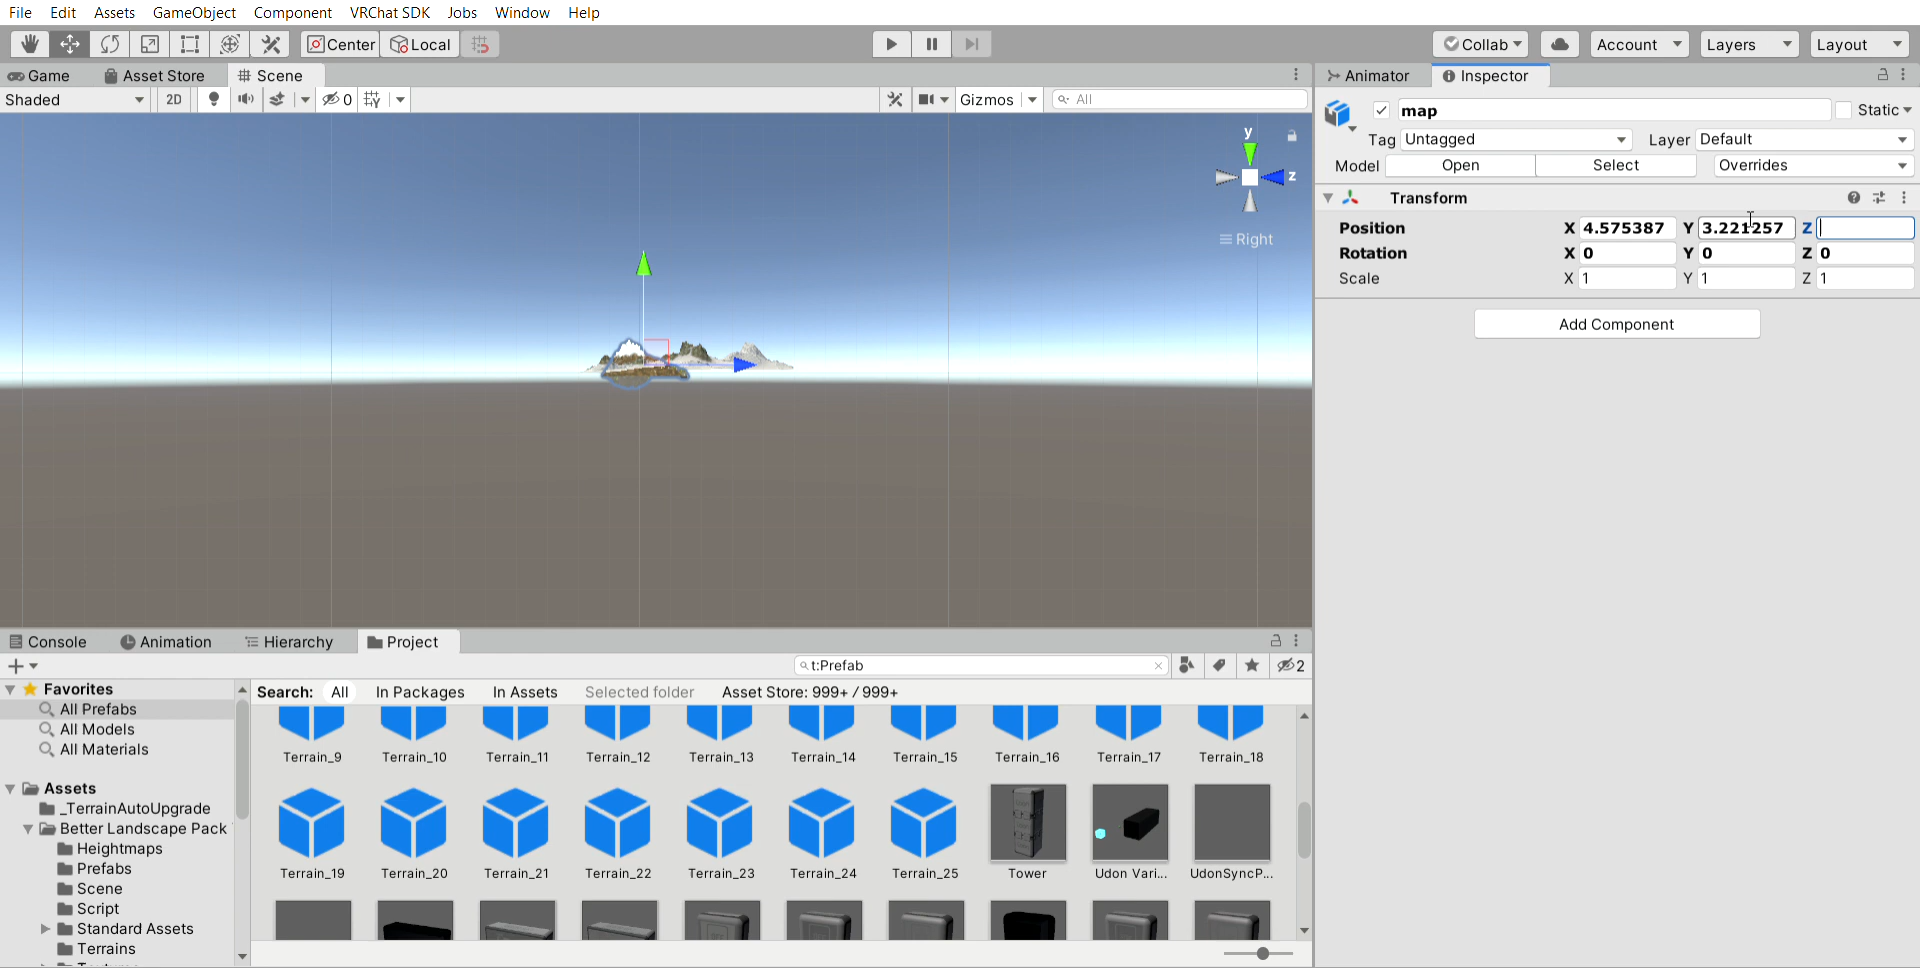 File Edit Assets GameObject Component VRChat SDK Jobs Window Help
Center Local Collab Account Layers Layout
Game Asset Store Scene
Animator Inspector
Shaded 2D 0 Gizmos All
map Static
Tag Untagged Layer Default
Model Open Select Overrides
Transform
Position X 4.575387 Y 3.221257 Z
Rotation X 0 Y 0 Z 0
Scale X 1 Y 1 Z 1
Add Component
y
z
Right
Console Animation Hierarchy Project
t:Prefab 2
Favorites
All Prefabs
All Models
All Materials
Assets
_TerrainAutoUpgrade
Better Landscape Pack
Heightmaps
Prefabs
Scene
Script
Standard Assets
Terrains
Search: All In Packages In Assets Selected folder Asset Store: 999+ / 999+
Terrain_9 Terrain_10 Terrain_11 Terrain_12 Terrain_13 Terrain_14 Terrain_15 Terrain_16 Terrain_17 Terrain_18
Terrain_19 Terrain_20 Terrain_21 Terrain_22 Terrain_23 Terrain_24 Terrain_25 Tower Udon Vari... UdonSyncP...